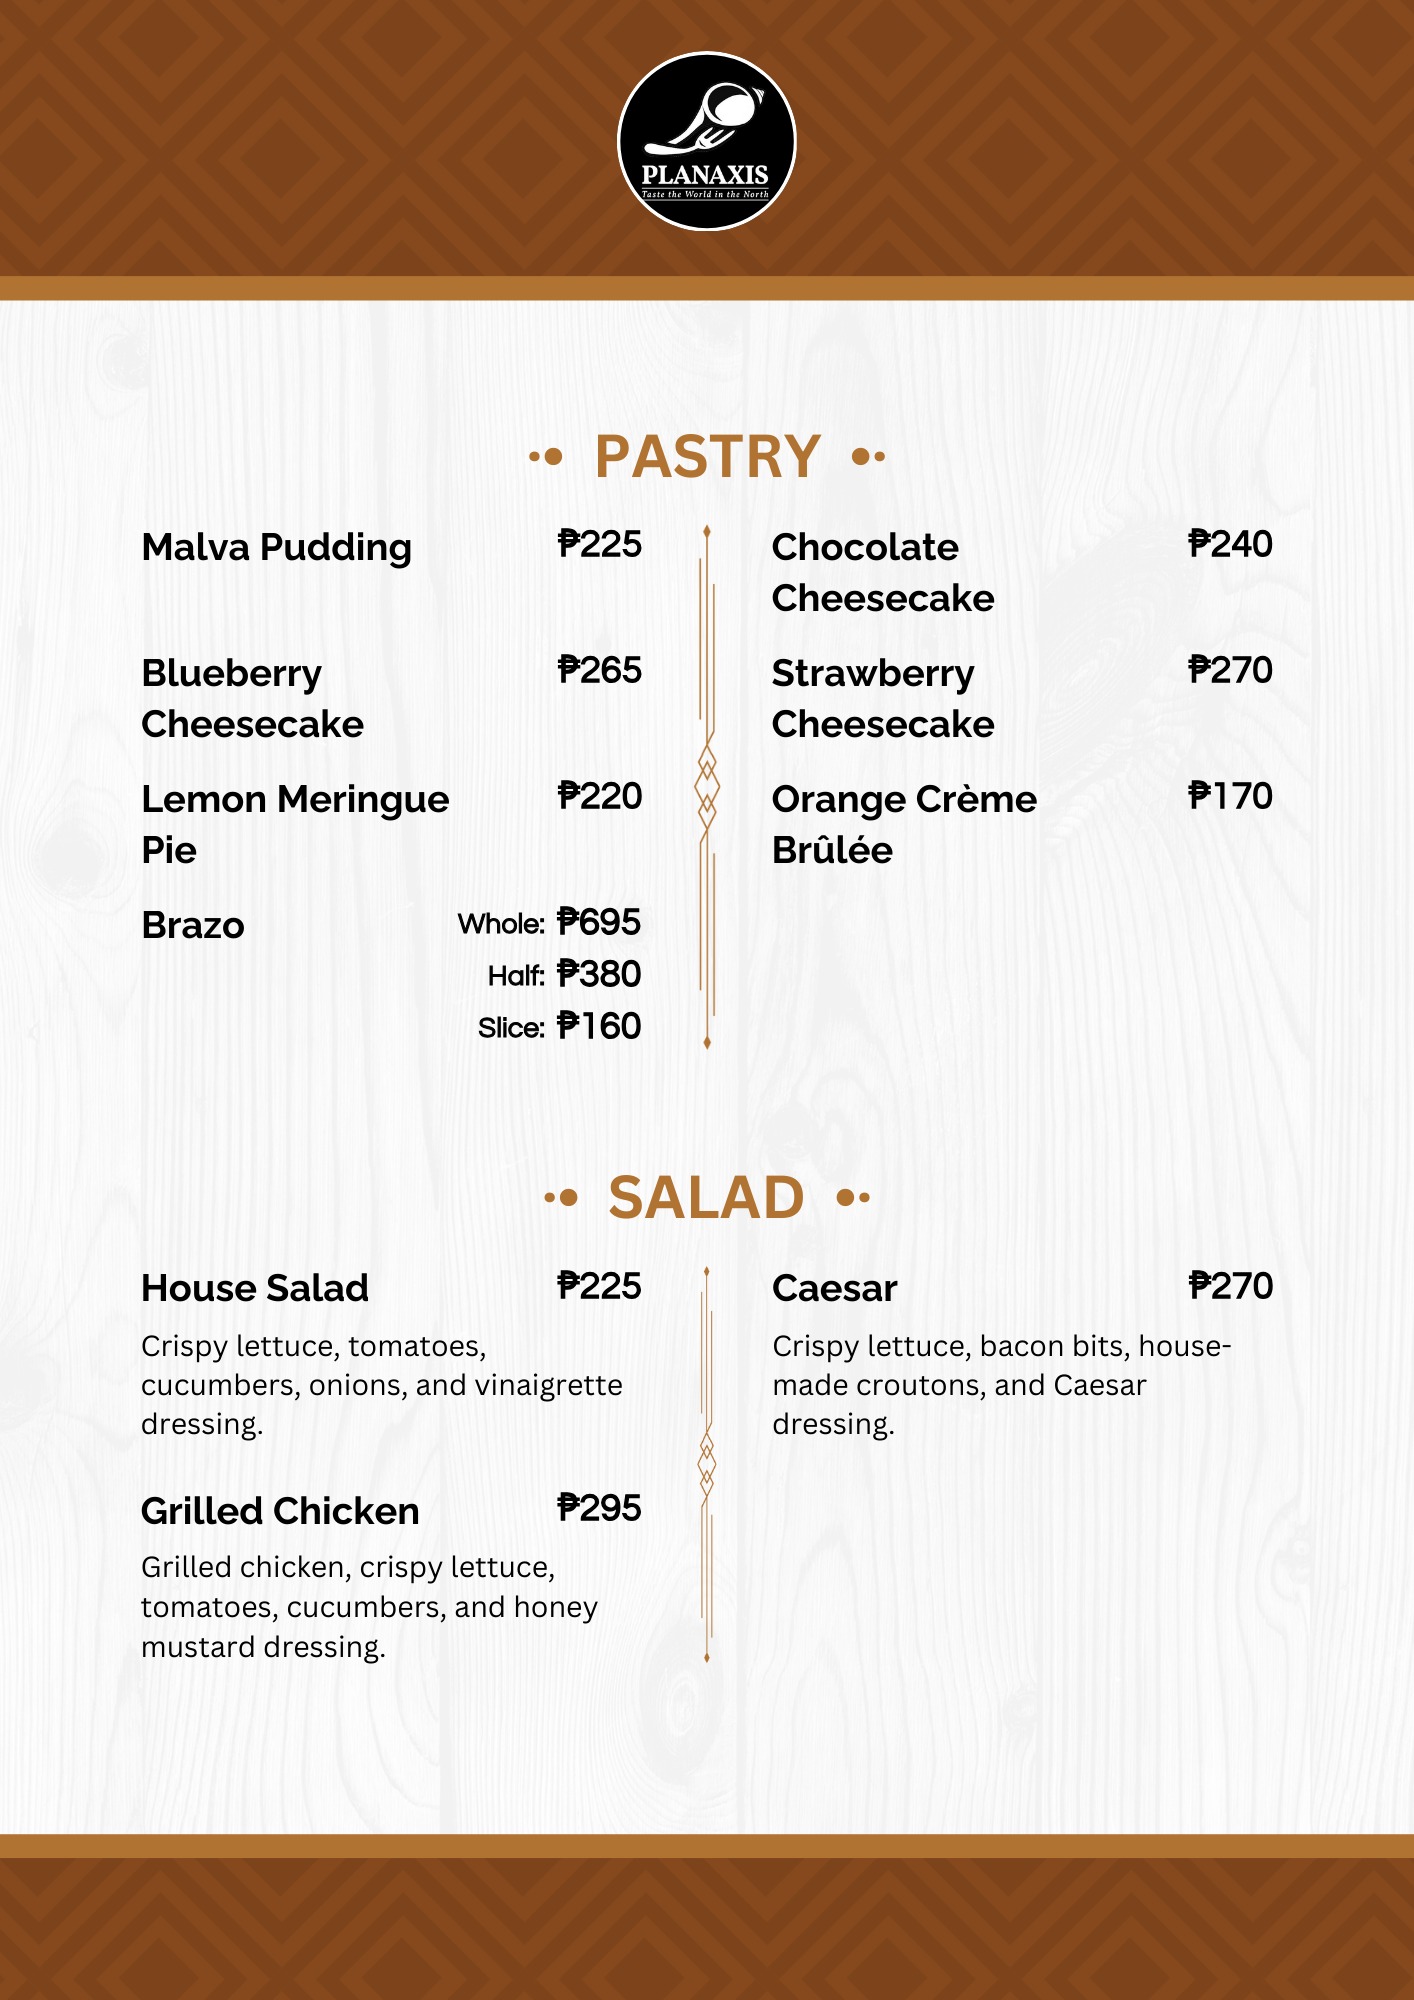 PLANAXIS
Taste the World in the North
PASTRY
Malva Pudding ₱225
Blueberry ₱265
Cheesecake
Lemon Meringue ₱220
Pie
Brazo Whole: ₱695
Half: ₱380
Slice: ₱160
Chocolate ₱240
Cheesecake
Strawberry ₱270
Cheesecake
Orange Crème ₱170
Brûlée
SALAD
House Salad ₱225
Crispy lettuce, tomatoes,
cucumbers, onions, and vinaigrette
dressing.
Grilled Chicken ₱295
Grilled chicken, crispy lettuce,
tomatoes, cucumbers, and honey
mustard dressing.
Caesar ₱270
Crispy lettuce, bacon bits, house-
made croutons, and Caesar
dressing.